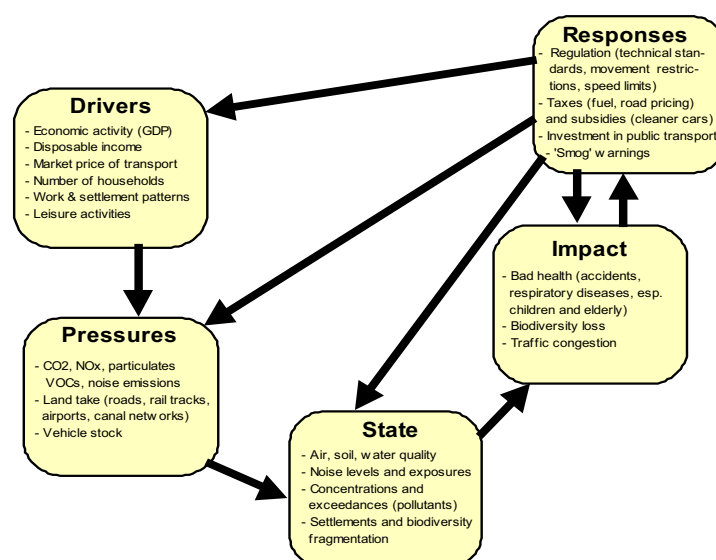 Responses
- Regulation (technical stan-
dards, movement restric-
tions, speed limits)
- Taxes (fuel, road pricing)
and subsidies (cleaner cars)
- Investment in public transport
- 'Smog' warnings
Drivers
- Economic activity (GDP)
- Disposable income
- Market price of transport
- Number of households
- Work & settlement patterns
- Leisure activities
Impact
- Bad health (accidents,
respiratory diseases, esp.
children and elderly)
- Biodiversity loss
- Traffic congestion
Pressures
- CO2, NOx, particulates
VOCs, noise emissions
- Land take (roads, rail tracks,
airports, canal networks)
- Vehicle stock
State
- Air, soil, water quality
- Noise levels and exposures
- Concentrations and
exceedances (pollutants)
- Settlements and biodiversity
fragmentation